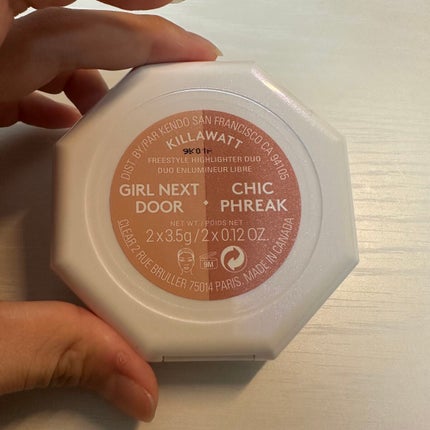 DIST. BY/PAR KENDO SAN FRANCISCO CA 94105
KILLAWATT
FREESTYLE HIGHLIGHTER DUO
DUO ENLUMINEUR LIBRE
GIRL NEXT DOOR
CHIC PHREAK
NET WT./POIDS NET
2 x 3.5g / 2 x 0.12 OZ.
9M
CLEAR 2 RUE BRULLER 75014 PARIS. MADE IN CANADA